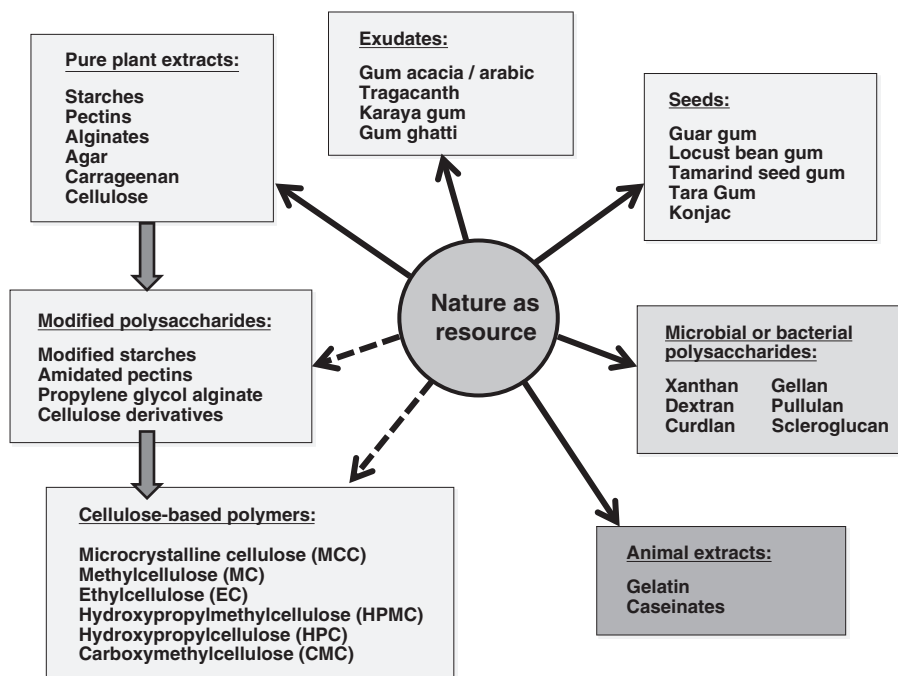 Pure plant extracts:
Starches
Pectins
Alginates
Agar
Carrageenan
Cellulose
Exudates:
Gum acacia / arabic
Tragacanth
Karaya gum
Gum ghatti
Seeds:
Guar gum
Locust bean gum
Tamarind seed gum
Tara Gum
Konjac
Nature as
resource
Modified polysaccharides:
Modified starches
Amidated pectins
Propylene glycol alginate
Cellulose derivatives
Microbial or bacterial
polysaccharides:
Xanthan Gellan
Dextran Pullulan
Curdlan Scleroglucan
Cellulose-based polymers:
Microcrystalline cellulose (MCC)
Methylcellulose (MC)
Ethylcellulose (EC)
Hydroxypropylmethylcellulose (HPMC)
Hydroxypropylcellulose (HPC)
Carboxymethylcellulose (CMC)
Animal extracts:
Gelatin
Caseinates